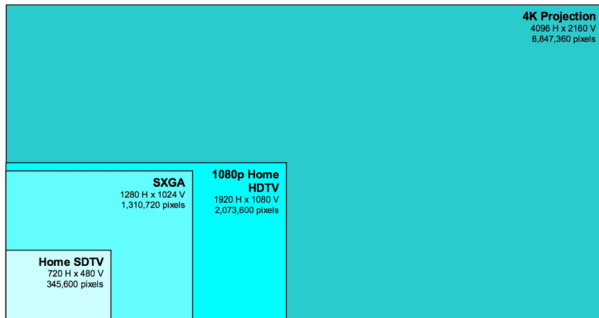 4K Projection
4096 H x 2160 V
8,847,360 pixels
1080p Home
HDTV
1920 H x 1080 V
2,073,600 pixels
SXGA
1280 H x 1024 V
1,310,720 pixels
Home SDTV
720 H x 480 V
345,600 pixels